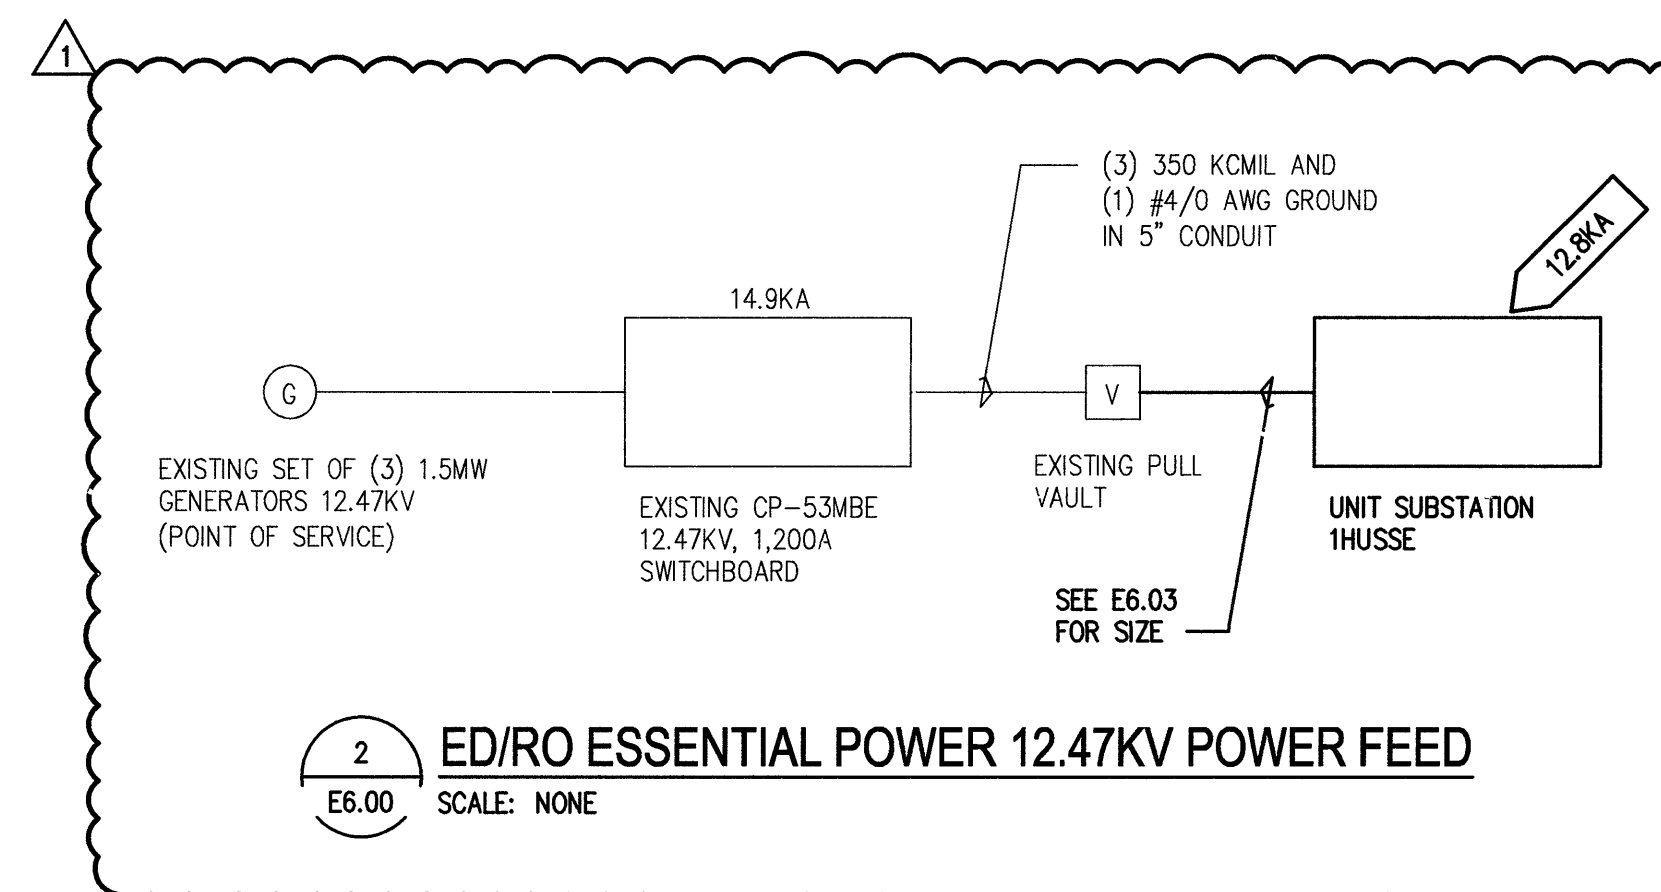 1
(3) 350 KCMIL AND
(1) #4/0 AWG GROUND
IN 5" CONDUIT
12.8KA
14.9KA
G
V
EXISTING SET OF (3) 1.5MW
GENERATORS 12.47KV
(POINT OF SERVICE)
EXISTING CP-53MBE
12.47KV, 1,200A
SWITCHBOARD
EXISTING PULL
VAULT
UNIT SUBSTATION
1HUSSE
SEE E6.03
FOR SIZE
2
E6.00
ED/RO ESSENTIAL POWER 12.47KV POWER FEED
SCALE: NONE